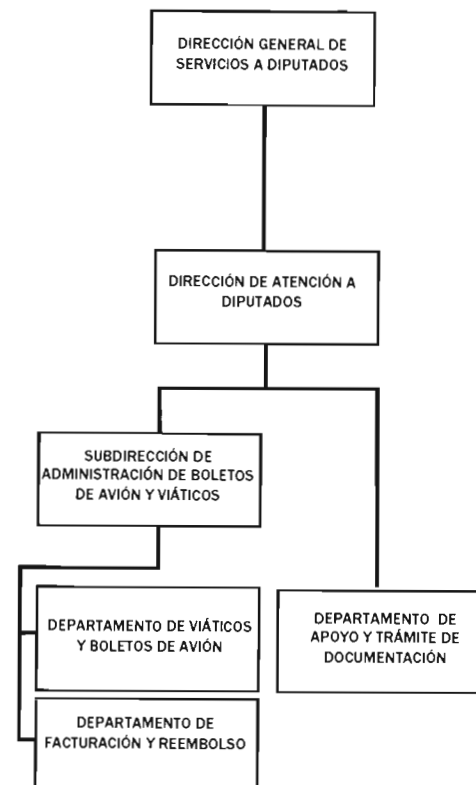 DIRECCIÓN GENERAL DE
SERVICIOS A DIPUTADOS
DIRECCIÓN DE ATENCIÓN A
DIPUTADOS
SUBDIRECCIÓN DE
ADMINISTRACIÓN DE BOLETOS
DE AVIÓN Y VIÁTICOS
DEPARTAMENTO DE VIÁTICOS
Y BOLETOS DE AVIÓN
DEPARTAMENTO DE
APOYO Y TRÁMITE DE
DOCUMENTACIÓN
DEPARTAMENTO DE
FACTURACIÓN Y REEMBOLSO